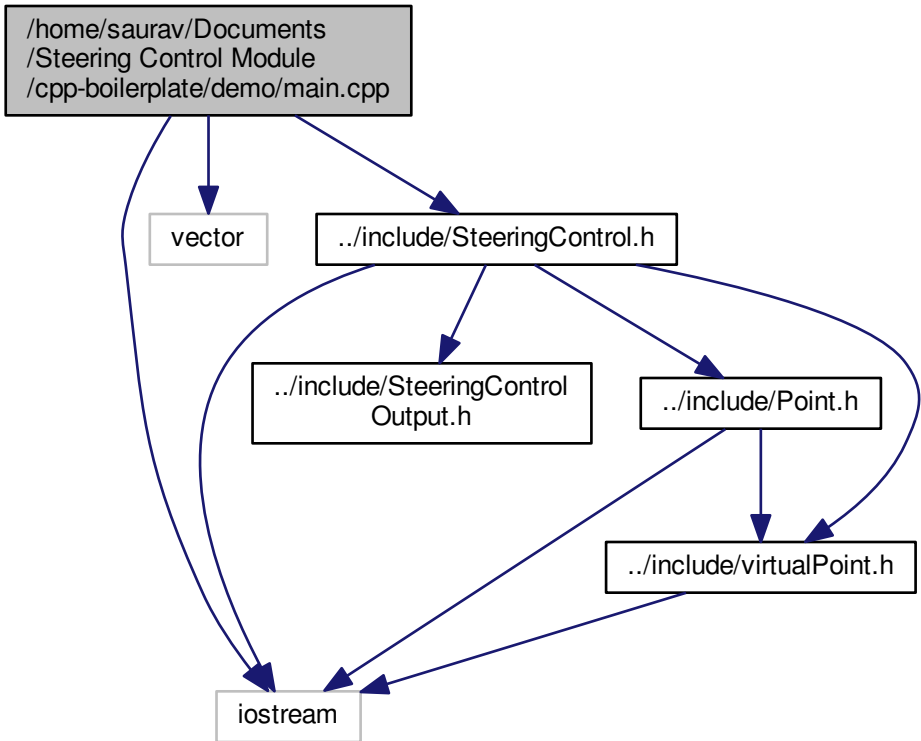 /home/saurav/Documents
/Steering Control Module
/cpp-boilerplate/demo/main.cpp
vector
../include/SteeringControl.h
../include/SteeringControl
Output.h
../include/Point.h
../include/virtualPoint.h
iostream